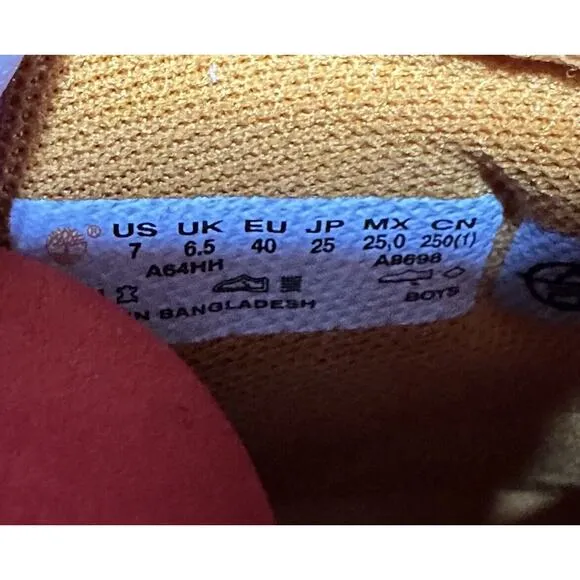 ® US UK EU JP MX CN
7 6.5 40 25 25,0 250(1)
A64HH A8698
IN BANGLADESH BOYS